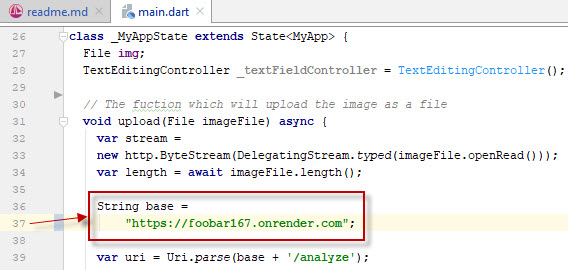 readme.md main.dart
26 class _MyAppState extends State<MyApp> {
27 File img;
28 TextEditingController _textFieldController = TextEditingController();
29
30 // The fuction which will upload the image as a file
31 void upload(File imageFile) async {
32 var stream =
33 new http.ByteStream(DelegatingStream.typed(imageFile.openRead()));
34 var length = await imageFile.length();
35
36 String base =
37 "https://foobar167.onrender.com";
38
39 var uri = Uri.parse(base + '/analyze');